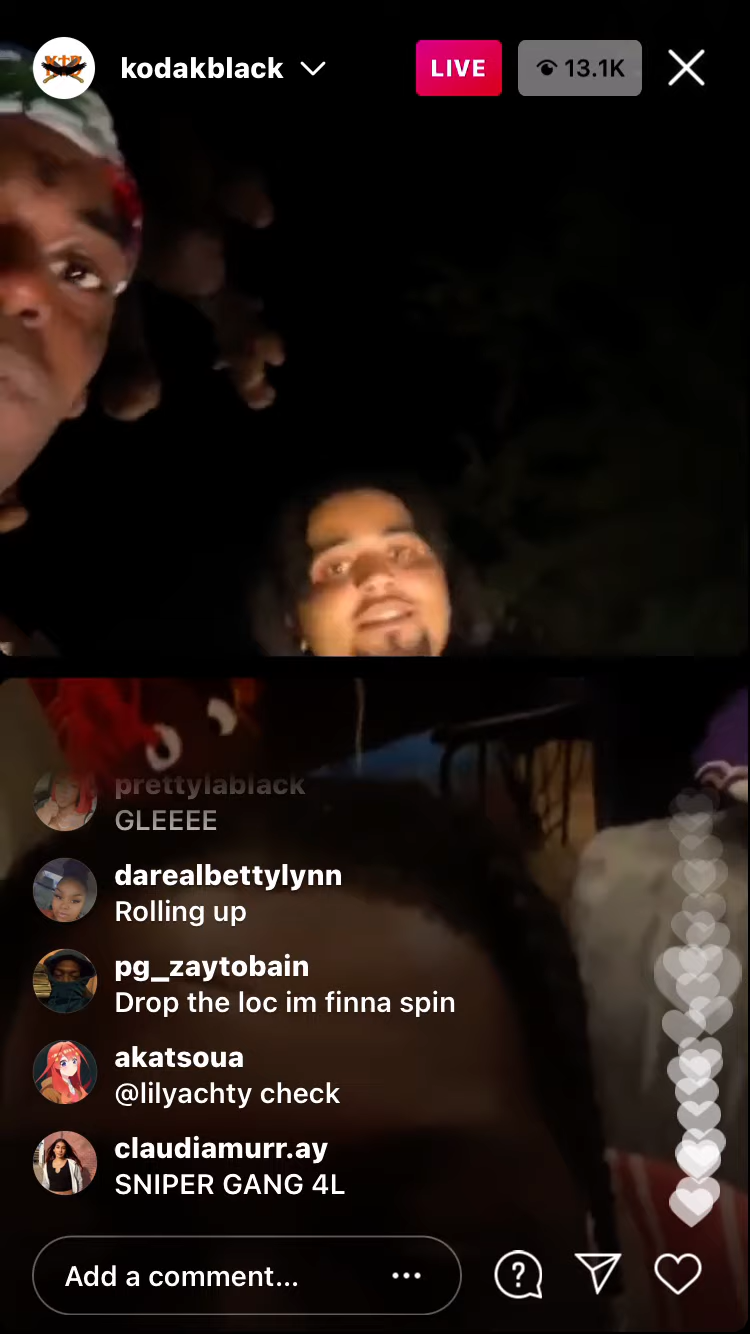 kodakblack
LIVE
13.1K
prettylablack
GLEEEE
darealbettylynn
Rolling up
pg_zaytobain
Drop the loc im finna spin
akatsoua
@lilyachty check
claudiamurr.ay
SNIPER GANG 4L
Add a comment...